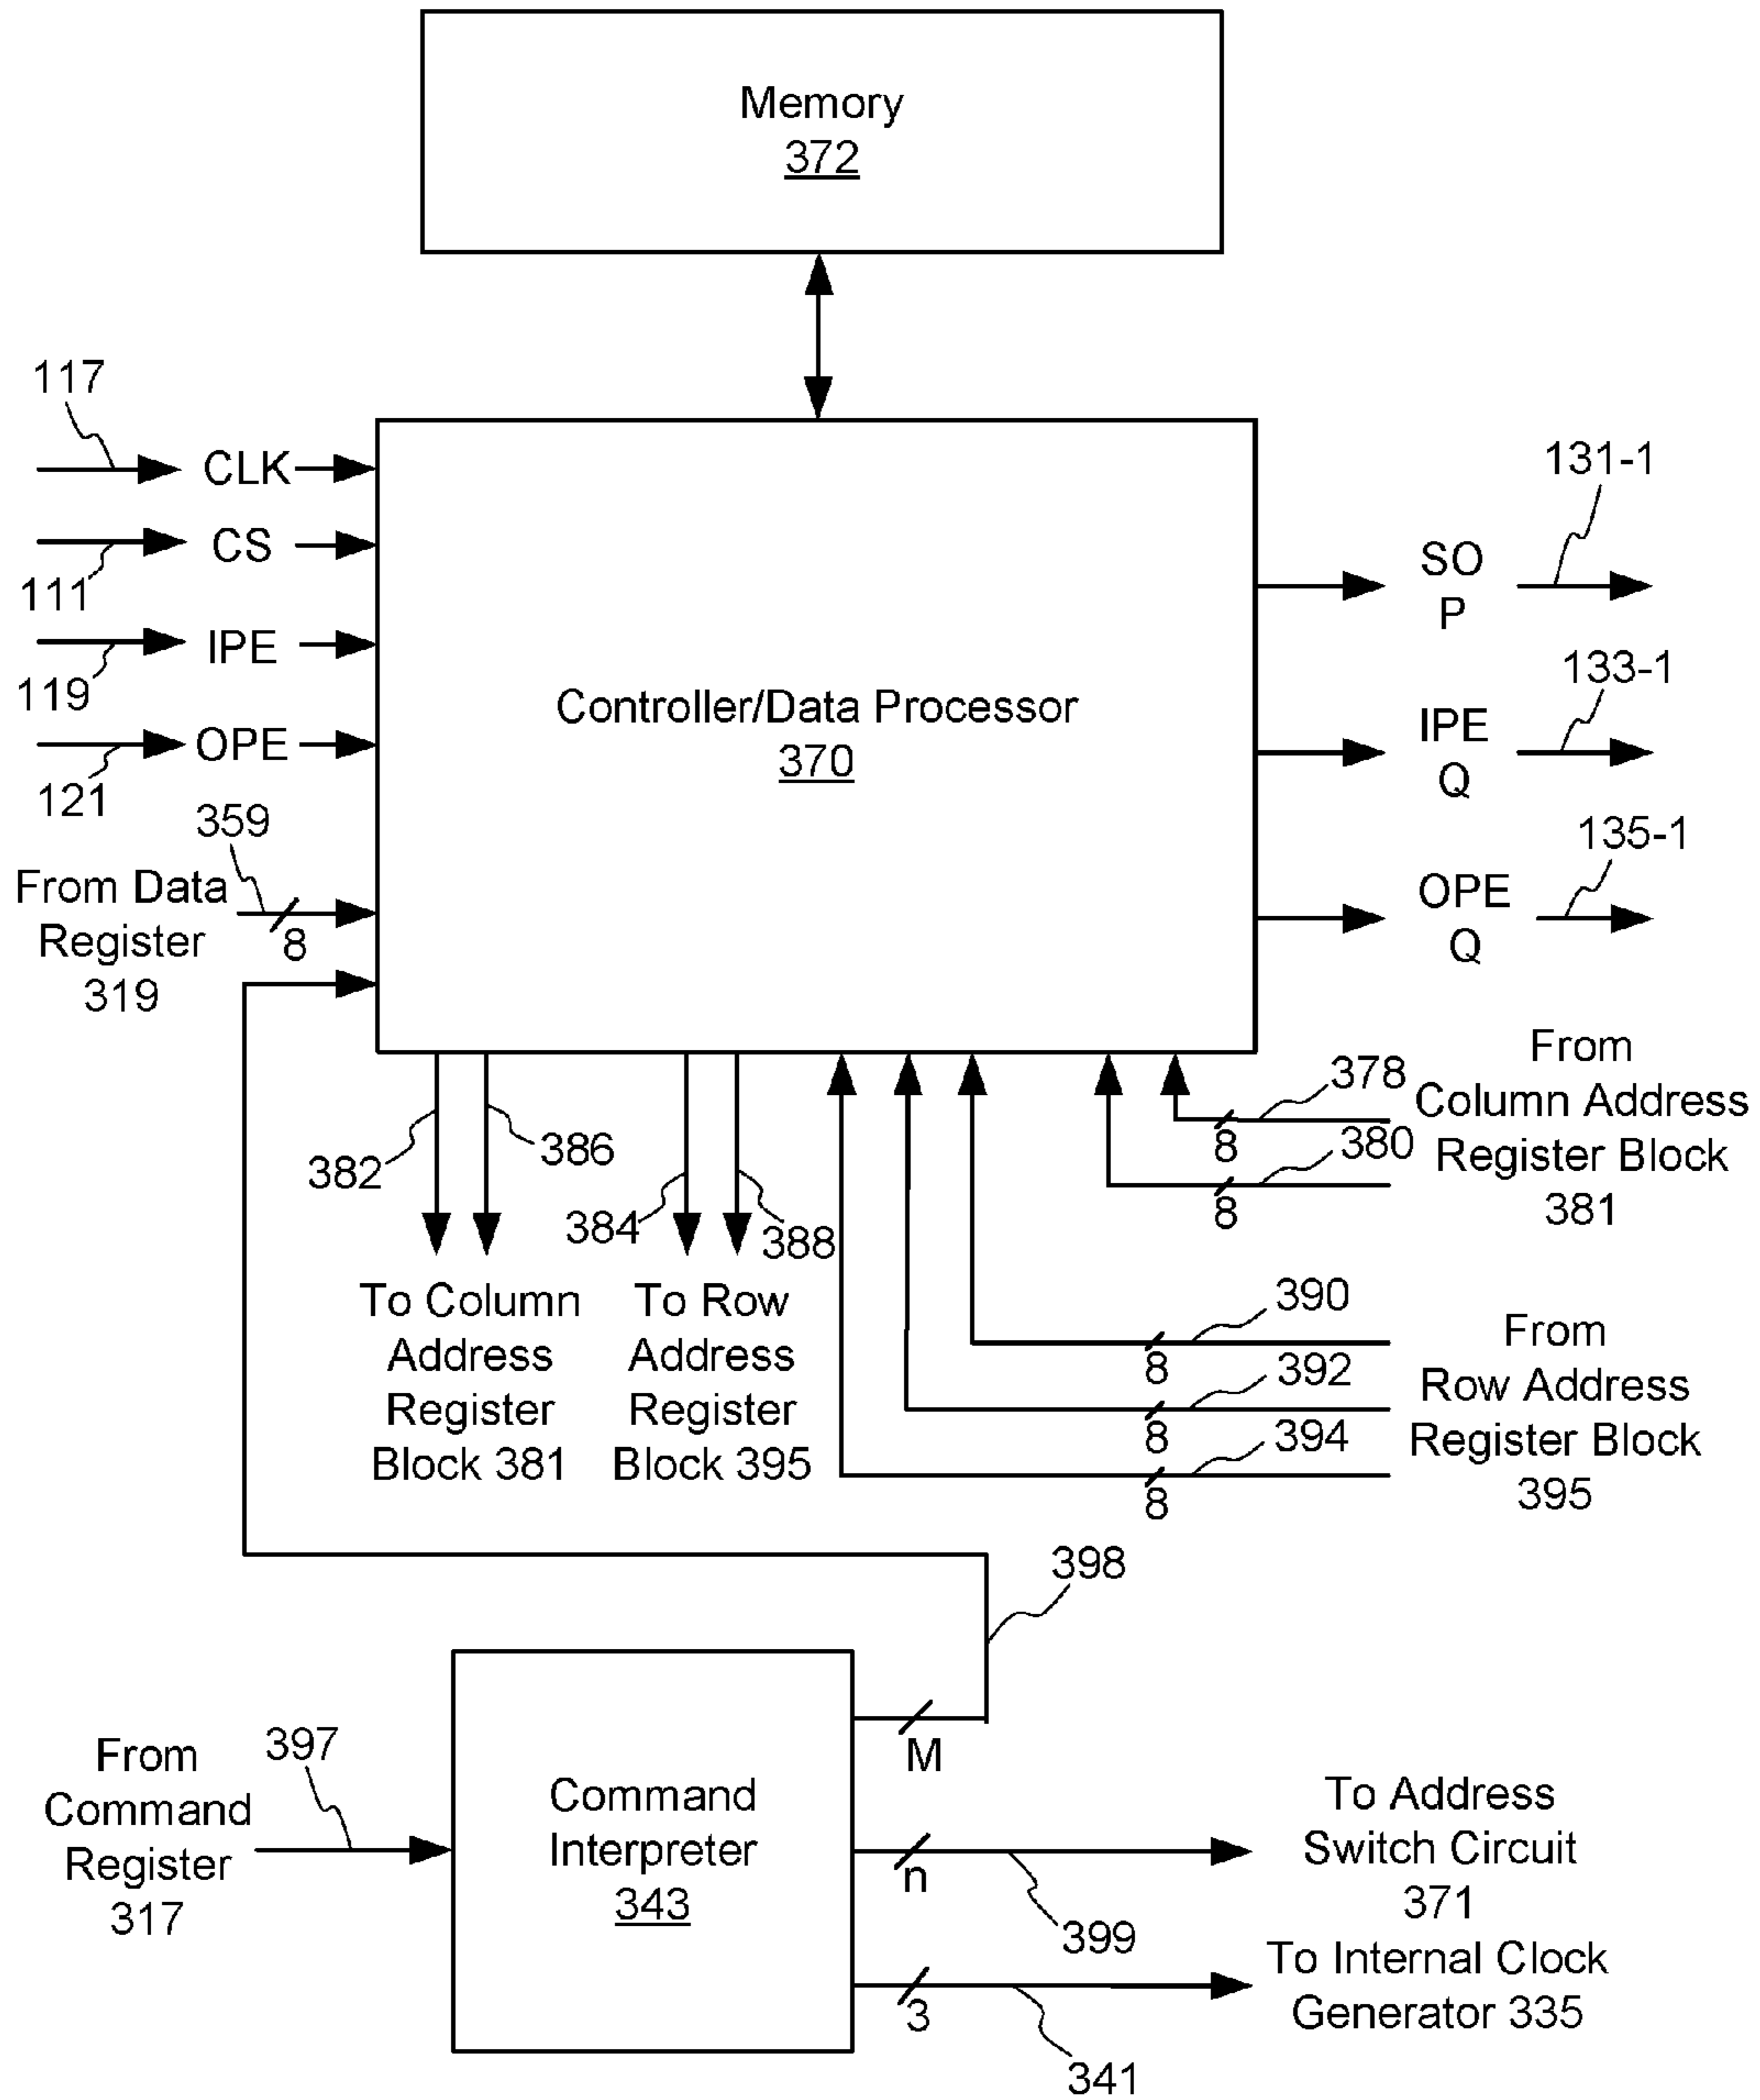 Memory
372
117
CLK
CS
111
IPE
119
OPE
121
359
From Data
Register
319
8
Controller/Data Processor
370
131-1
SO
P
133-1
IPE
Q
135-1
OPE
Q
382
386
384
388
To Column
Address
Register
Block 381
To Row
Address
Register
Block 395
378
8
380
8
From
Column Address
Register Block
381
390
8
392
8
394
8
From
Row Address
Register Block
395
398
From
Command
Register
317
397
Command
Interpreter
343
M
n
399
To Address
Switch Circuit
371
3
341
To Internal Clock
Generator 335